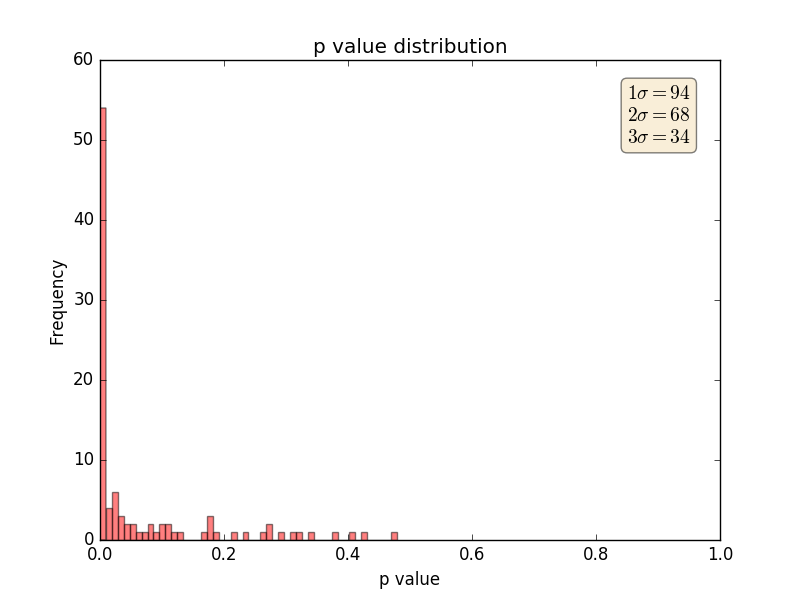 p value distribution
1σ = 94
2σ = 68
3σ = 34
60
50
40
30
20
10
0
Frequency
0.0 0.2 0.4 0.6 0.8 1.0
p value